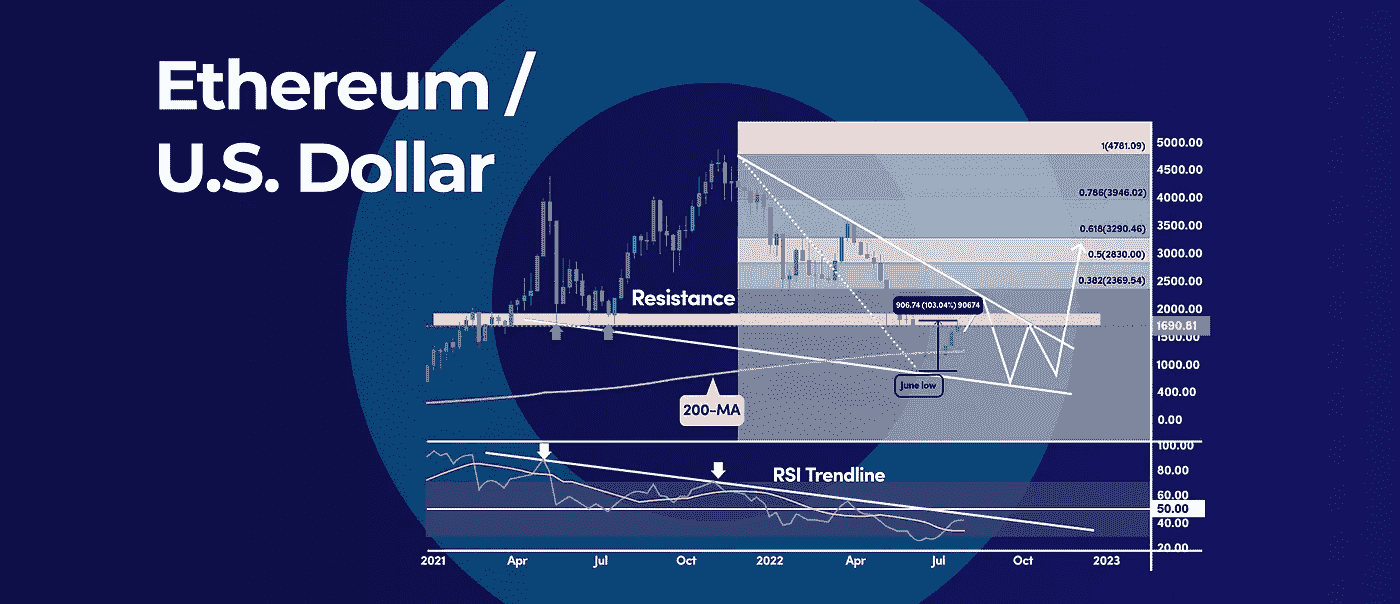 Ethereum /
U.S. Dollar
1(4781.09)
0.786(3946.02)
0.618(3290.46)
0.5(2830.00)
0.382(2369.54)
5000.00
4500.00
4000.00
3500.00
3000.00
2500.00
2000.00
1690.81
1500.00
1000.00
400.00
0.00
Resistance
906.74 (103.04%) 90674
June low
200-MA
RSI Trendline
100.00
80.00
60.00
50.00
40.00
20.00
2021 Apr Jul Oct 2022 Apr Jul Oct 2023